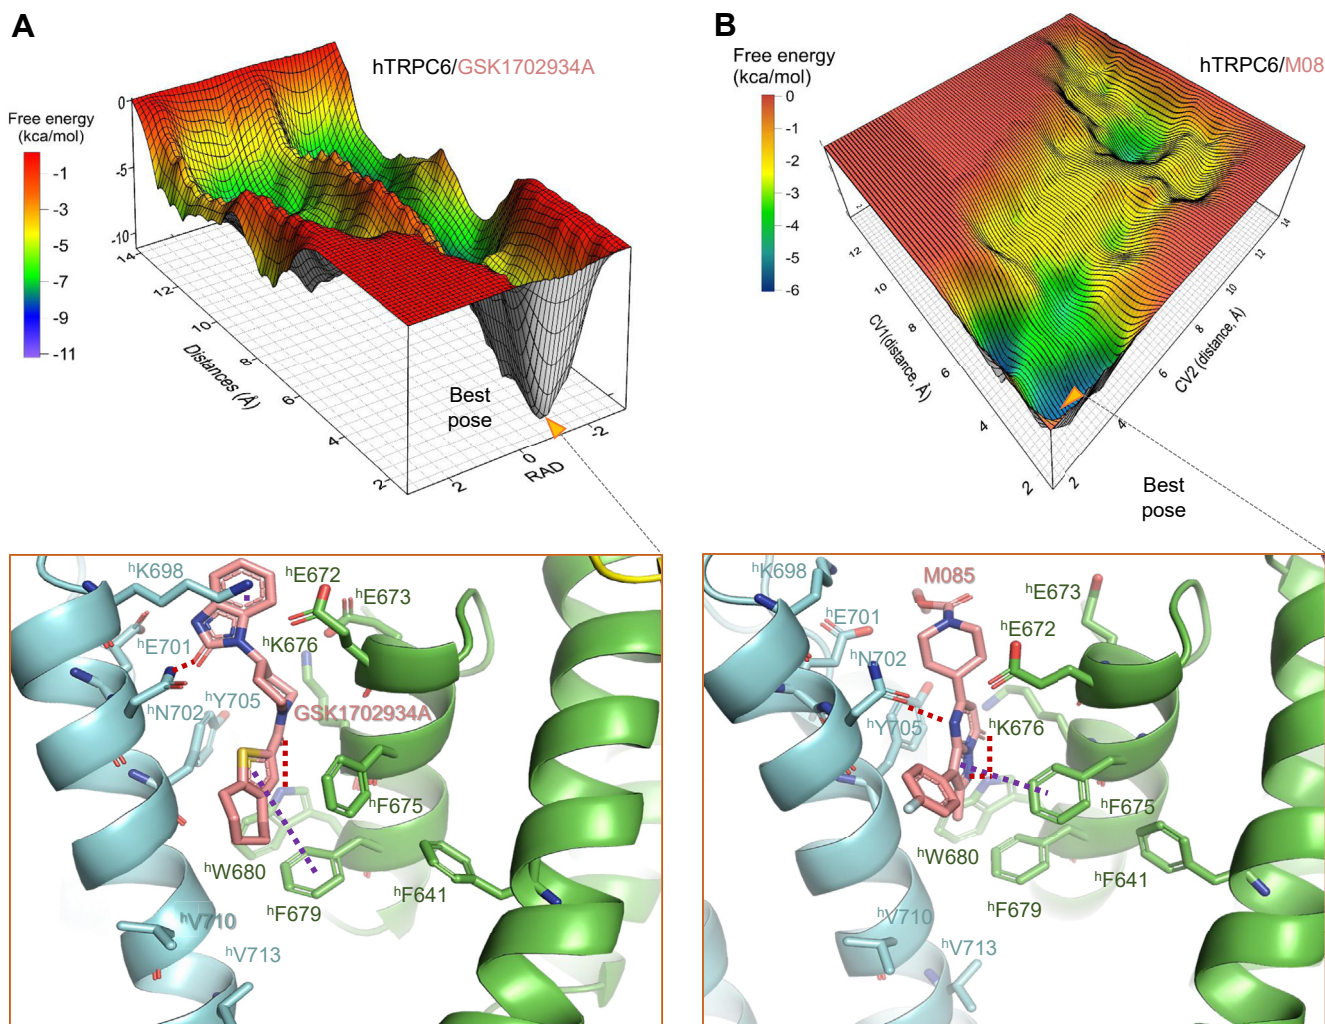 A
hTRPC6/GSK1702934A
Free energy
(kca/mol)
-1
-3
-5
-7
-9
-11
0
-5
-10
14
12
10
8
6
4
2
Distances (Å)
2
0
-2
RAD
Best
pose
B
Free energy
(kca/mol)
hTRPC6/M08
0
-1
-2
-3
-4
-5
-6
12
10
8
6
4
2
CV1(distance, Å)
2
4
6
8
10
12
14
CV2 (distance, Å)
Best
pose
hK698
hE672
hE673
hE701
hK676
hN702
hY705
GSK1702934A
hF675
hW680
hF641
hF679
hV710
hV713
hK698
M085
hE673
hE701
hE672
hN702
hY705
hK676
hF675
hW680
hF641
hF679
hV710
hV713